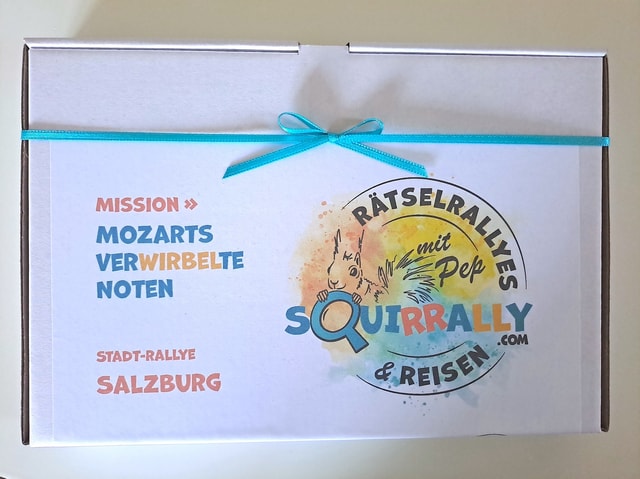 MISSION »
MOZARTS
VERWIRBELTE
NOTEN
STADT-RALLYE
SALZBURG
RÄTSELRALLYES
mit
Pep
SQUIRRALLY
.COM
& REISEN